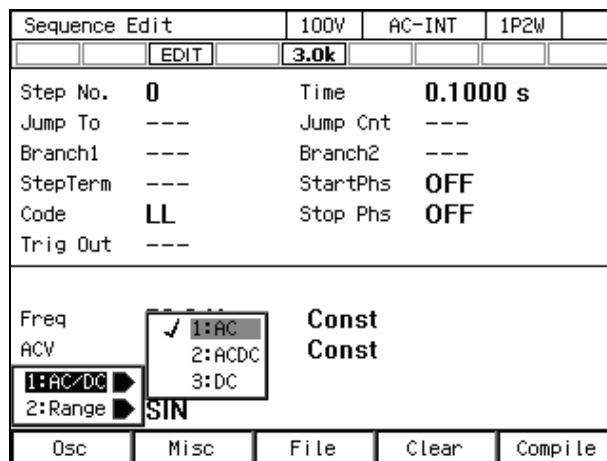 Sequence Edit 100V AC-INT 1P2W
EDIT 3.0k
Step No. 0 Time 0.1000 s
Jump To --- Jump Cnt ---
Branch1 --- Branch2 ---
StepTerm --- StartPhs OFF
Code LL Stop Phs OFF
Trig Out ---
Freq Const
✓ 1:AC
ACV Const
2:ACDC
1:AC/DC ▶
3:DC
2:Range ▶ SIN
Osc Misc File Clear Compile